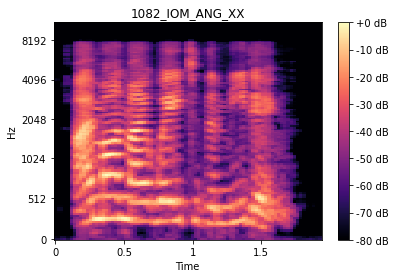 1082_IOM_ANG_XX
+0 dB
8192
-10 dB
4096
-20 dB
-30 dB
2048
Hz
-40 dB
1024
-50 dB
512
-60 dB
-70 dB
0
-80 dB
0 0.5 1 1.5
Time